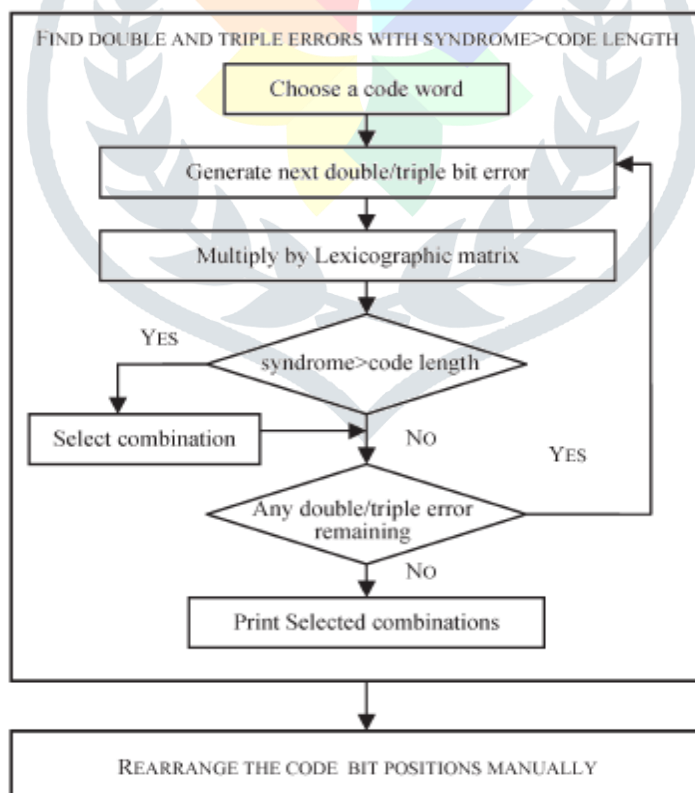 FIND DOUBLE AND TRIPLE ERRORS WITH SYNDROME>CODE LENGTH
Choose a code word
Generate next double/triple bit error
Multiply by Lexicographic matrix
YES
syndrome>code length
Select combination
NO
YES
Any double/triple error
remaining
NO
Print Selected combinations
REARRANGE THE CODE BIT POSITIONS MANUALLY